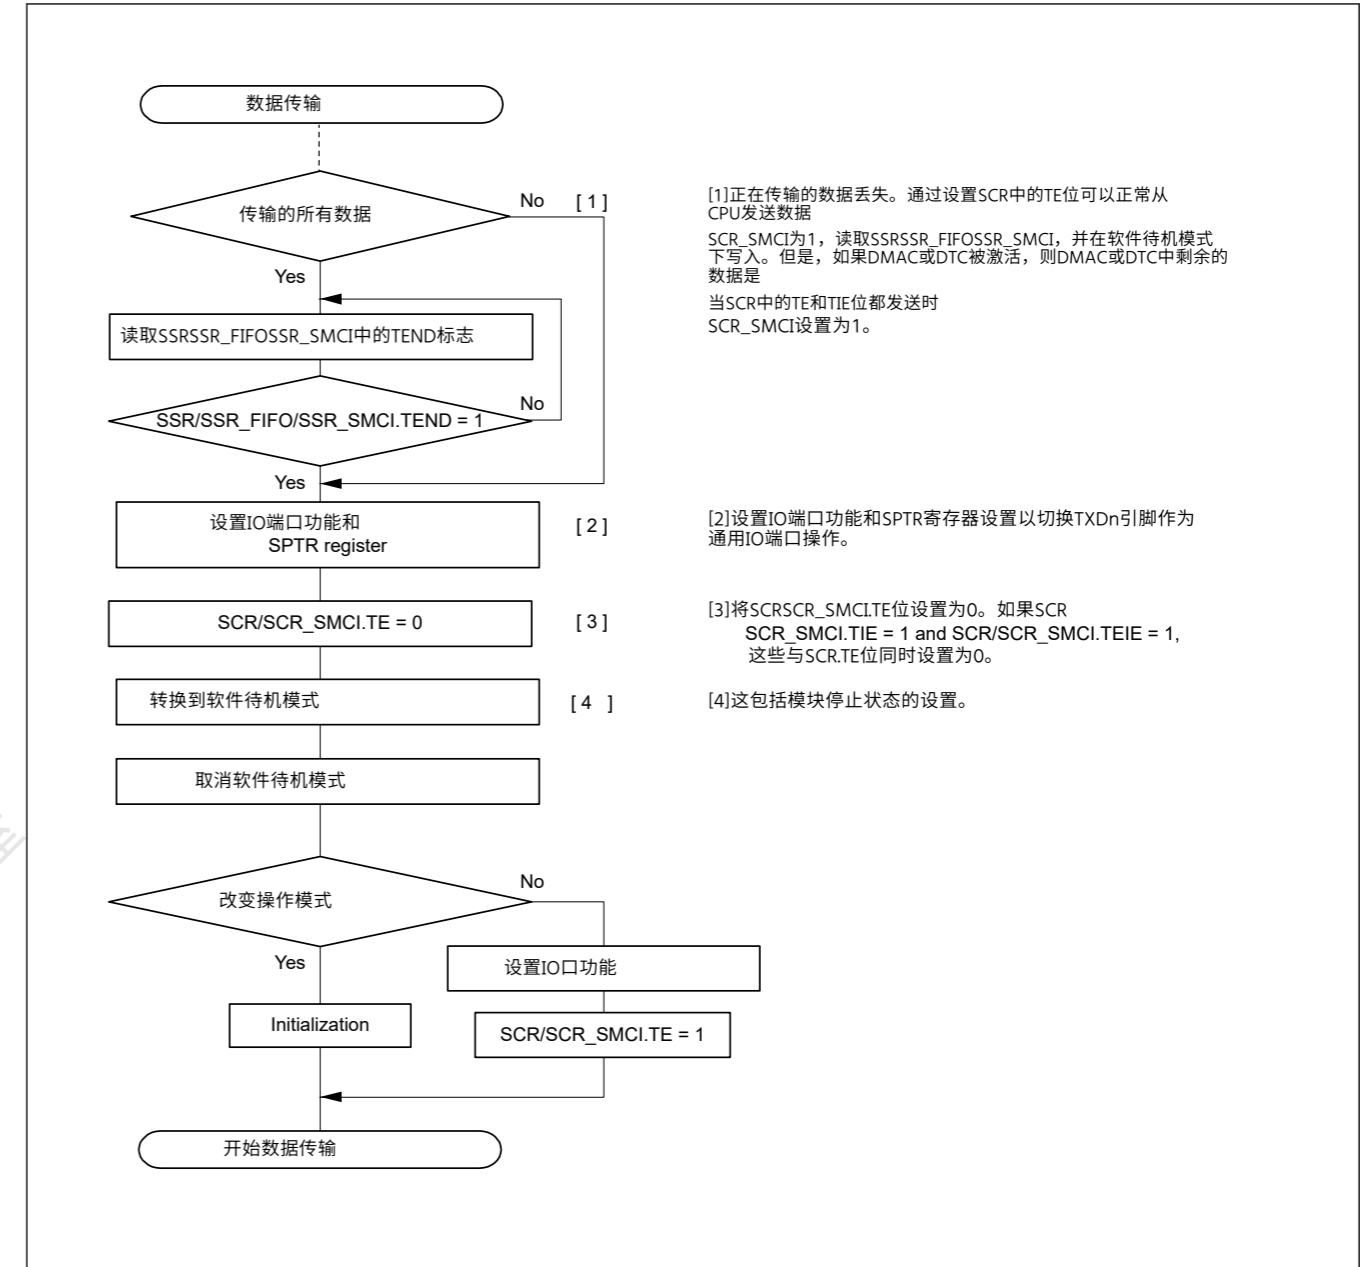 数据传输
传输的所有数据
No
[ 1 ]
Yes
读取SSRSSR_FIFOSSR_SMCI中的TEND标志
No
SSR/SSR_FIFO/SSR_SMCI.TEND = 1
Yes
设置IO端口功能和
SPTR register
[ 2 ]
SCR/SCR_SMCI.TE = 0
[ 3 ]
转换到软件待机模式
[ 4 ]
取消软件待机模式
改变操作模式
No
Yes
设置IO口功能
Initialization
SCR/SCR_SMCI.TE = 1
开始数据传输
[1]正在传输的数据丢失。通过设置SCR中的TE位可以正常从
CPU发送数据
SCR_SMCI为1，读取SSRSSR_FIFOSSR_SMCI，并在软件待机模式
下写入。但是，如果DMAC或DTC被激活，则DMAC或DTC中剩余的
数据是
当SCR中的TE和TIE位都发送时
SCR_SMCI设置为1。
[2]设置IO端口功能和SPTR寄存器设置以切换TXDn引脚作为
通用IO端口操作。
[3]将SCRSCR_SMCI.TE位设置为0。如果SCR
SCR_SMCI.TIE = 1 and SCR/SCR_SMCI.TEIE = 1,
这些与SCR.TE位同时设置为0。
[4]这包括模块停止状态的设置。